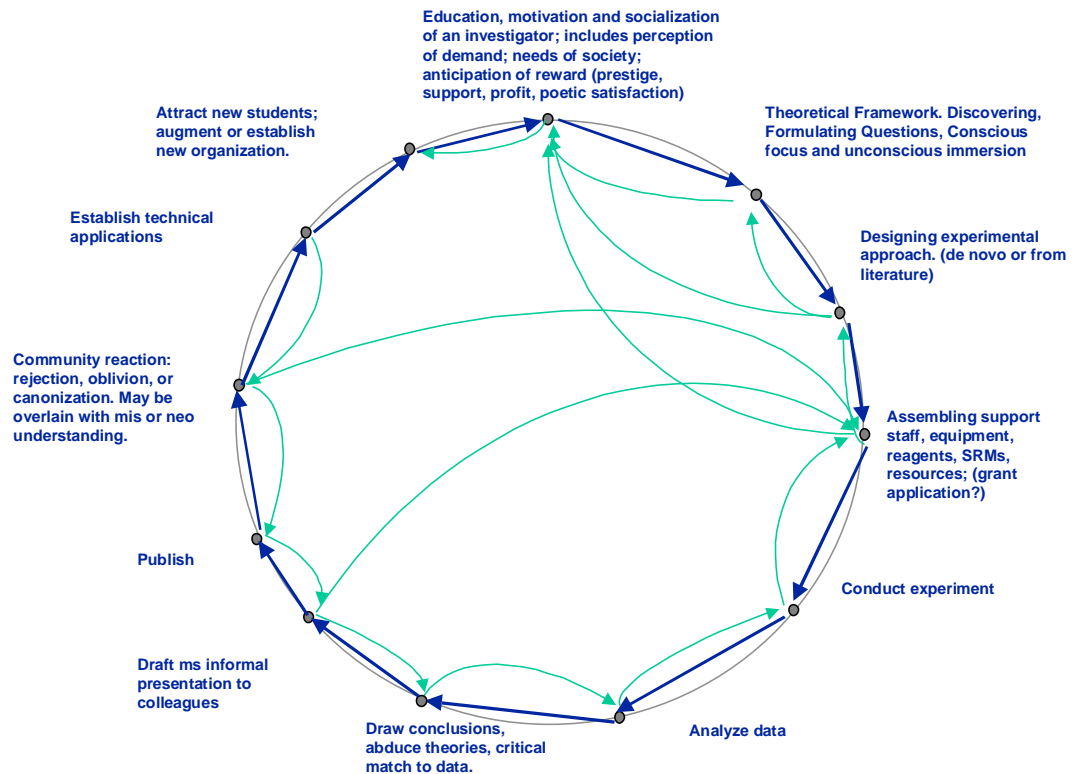 Education, motivation and socialization
of an investigator; includes perception
of demand; needs of society;
anticipation of reward (prestige,
support, profit, poetic satisfaction)
Theoretical Framework. Discovering,
Formulating Questions, Conscious
focus and unconscious immersion
Designing experimental
approach. (de novo or from
literature)
Assembling support
staff, equipment,
reagents, SRMs,
resources; (grant
application?)
Conduct experiment
Analyze data
Draw conclusions,
abduce theories, critical
match to data.
Draft ms informal
presentation to
colleagues
Publish
Community reaction:
rejection, oblivion, or
canonization. May be
overlain with mis or neo
understanding.
Establish technical
applications
Attract new students;
augment or establish
new organization.